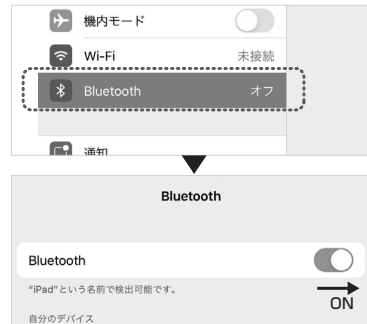 機内モード
Wi-Fi 未接続
Bluetooth オフ
通知
Bluetooth
Bluetooth
"iPad"という名前で検出可能です。
ON
自分のデバイス